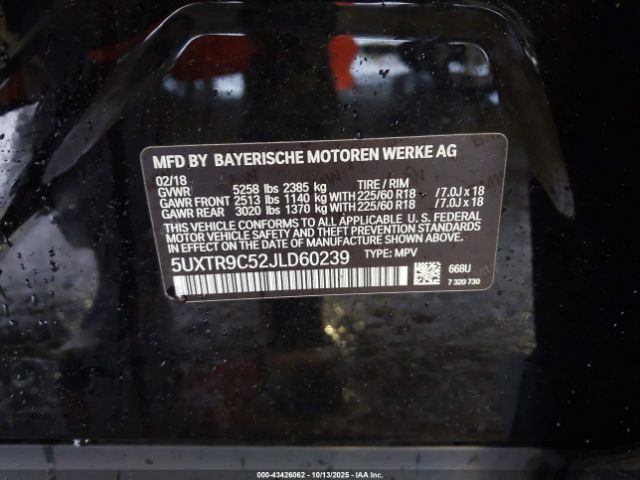 MFD BY BAYERISCHE MOTOREN WERKE AG
02/18
GVWR 5258 lbs 2385 kg TIRE / RIM
GAWR FRONT 2513 lbs 1140 kg WITH 225/60 R18 /7.0J x 18
GAWR REAR 3020 lbs 1370 kg WITH 225/60 R18 /7.0J x 18
THIS VEHICLE CONFORMS TO ALL APPLICABLE U. S. FEDERAL
MOTOR VEHICLE SAFETY, BUMPER, AND THEFT PREVENTION
STANDARDS IN EFFECT ON THE DATE OF MANUFACTURE SHOWN ABOVE.
5UXTR9C52JLD60239 TYPE: MPV
668U
7 320 730
000-43426062 - 10/13/2025 - IAAI.com